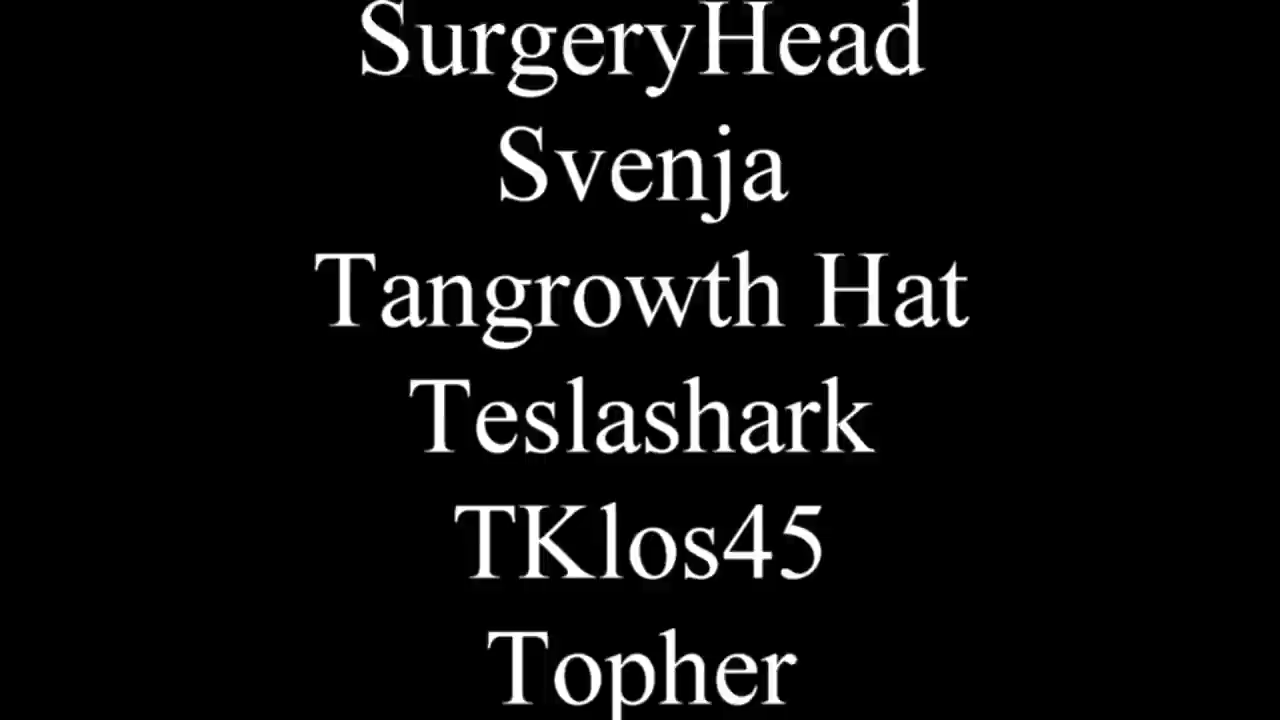 SurgeryHead
Svenja
Tangrowth Hat
Teslashark
TKlos45
Topher